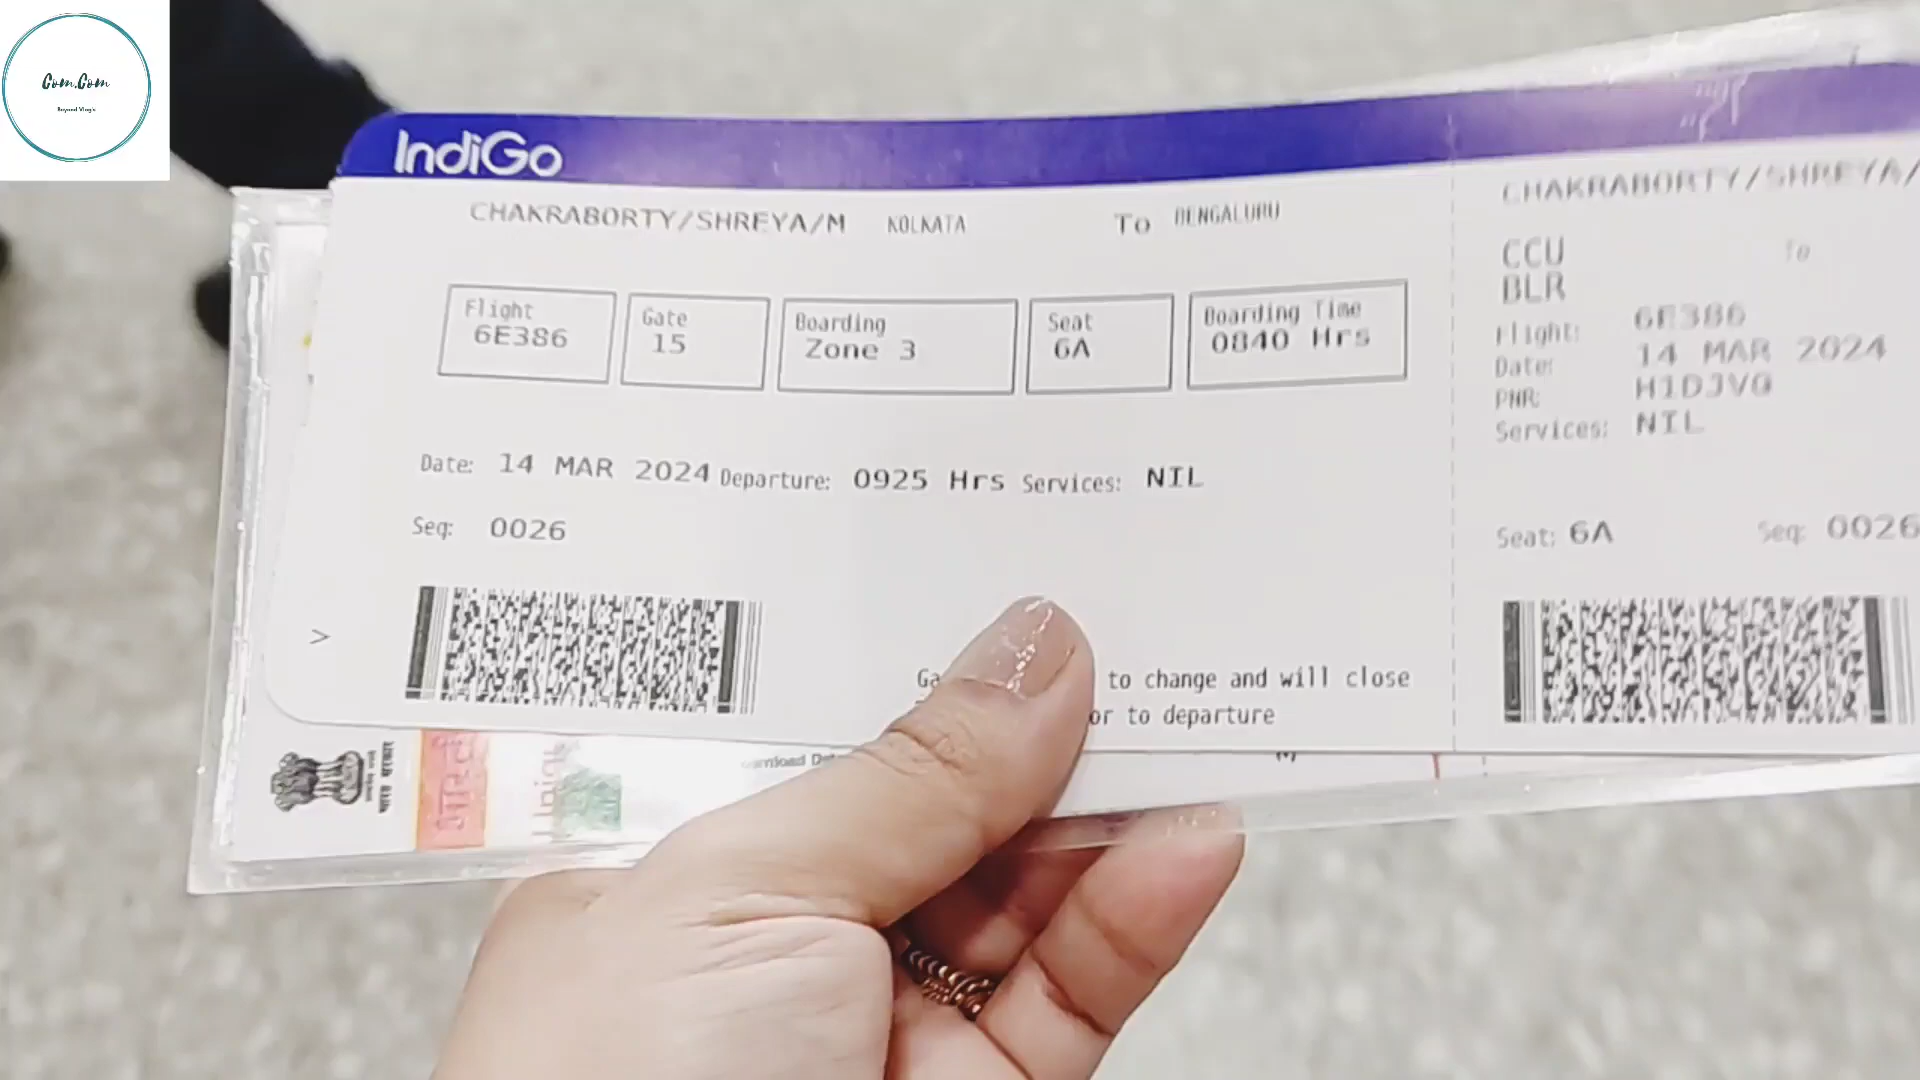 Com.Com
Beyond Vlogs
IndiGo
CHAKRABORTY/SHREYA/M KOLKATA To BENGALURU
Flight
6E386
Gate
15
Boarding
Zone 3
Seat
6A
Boarding Time
0840 Hrs
Date: 14 MAR 2024 Departure: 0925 Hrs Services: NIL
Seq: 0026
>
to change and will close
to departure
CHAKRABORTY/SHREYA/
CCU To
BLR
Flight: 6E386
Date: 14 MAR 2024
PNR: H1DJVG
Services: NIL
Seat: 6A Seq: 0026